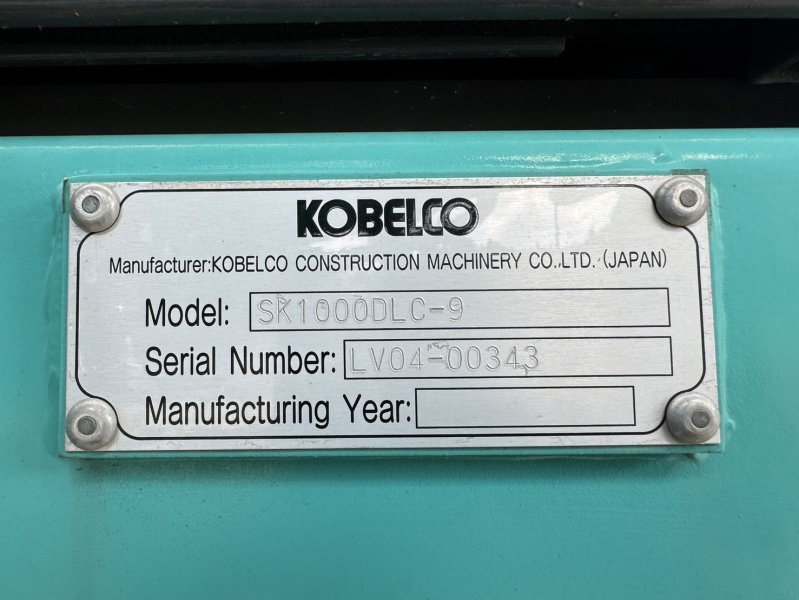 KOBELCO
Manufacturer:KOBELCO CONSTRUCTION MACHINERY CO.,LTD. (JAPAN)
Model: SK1000DLC-9
Serial Number: LV04-00343
Manufacturing Year: